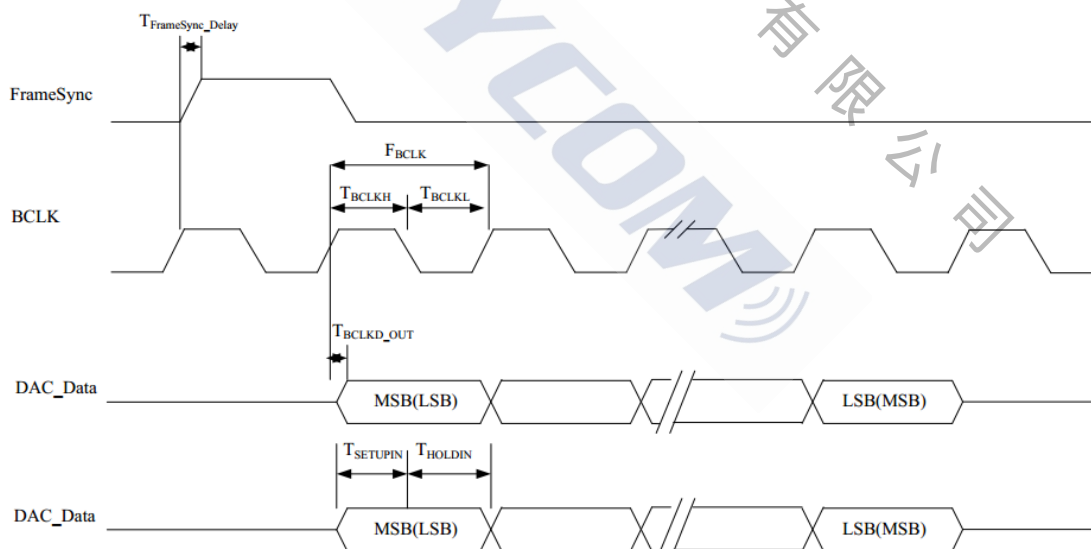 TFrameSync_Delay
FrameSync
FBCLK
TBCLKH TBCLKL
BCLK
TBCLKD_OUT
DAC_Data
MSB(LSB) LSB(MSB)
TSETUPIN THOLDIN
DAC_Data
MSB(LSB) LSB(MSB)
YCOM
有限公司